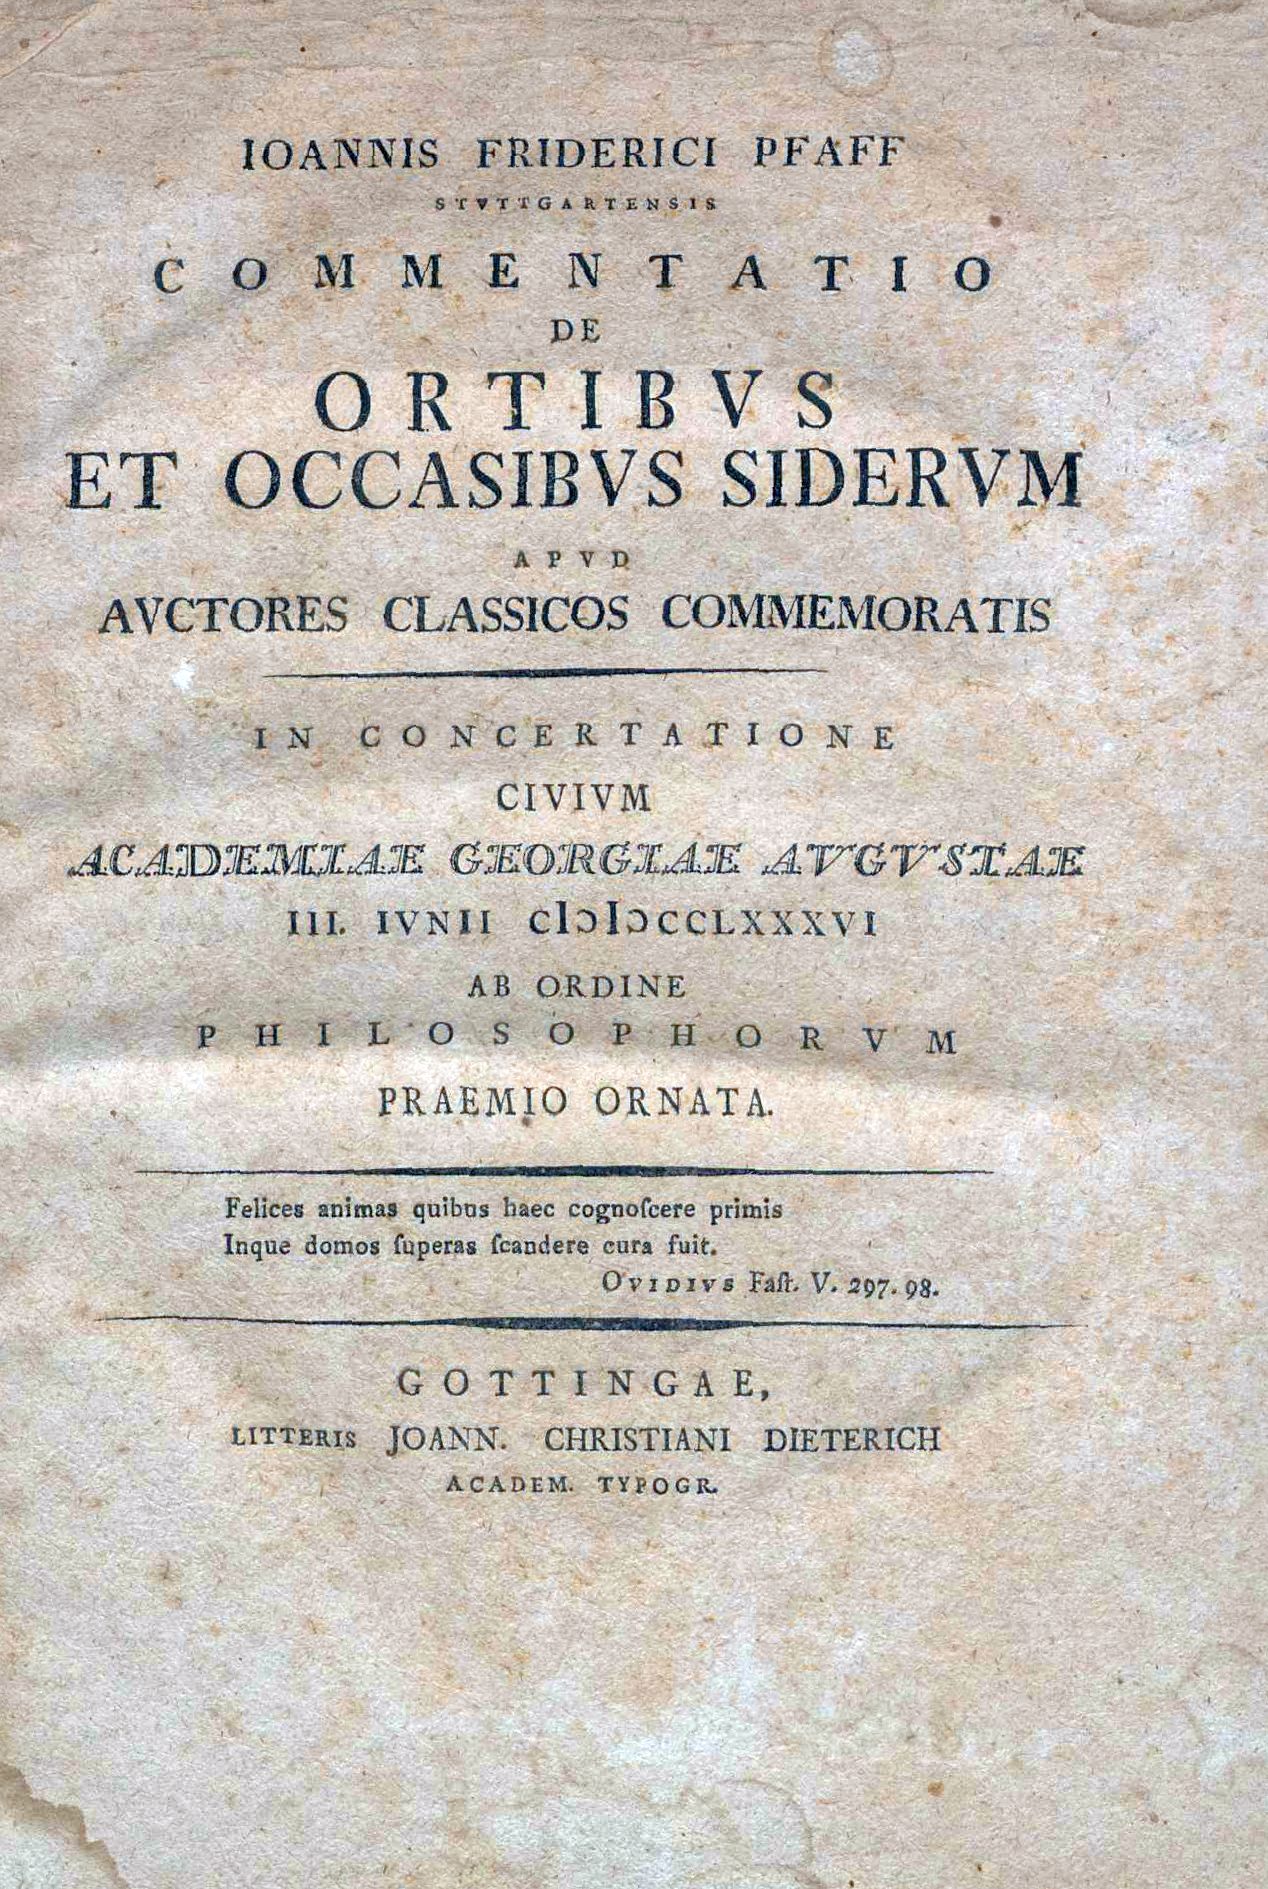 IOANNIS FRIDERICI PFAFF
STVTTGARTENSIS
COMMENTATIO
DE
ORTIBVS
ET OCCASIBVS SIDERVM
APVD
AVCTORES CLASSICOS COMMEMORATIS
IN CONCERTATIONE
CIVIVM
ACADEMIAE GEORGIAE AVGVSTAE
III. IVNII CIƆIƆCCLXXXVI
AB ORDINE
PHILOSOPHORVM
PRAEMIO ORNATA.
Felices animas quibus haec cognoſcere primis
Inque domos ſuperas ſcandere cura fuit.
OVIDIVS Faſt. V. 297. 98.
GOTTINGAE,
LITTERIS JOANN. CHRISTIANI DIETERICH
ACADEM. TYPOGR.